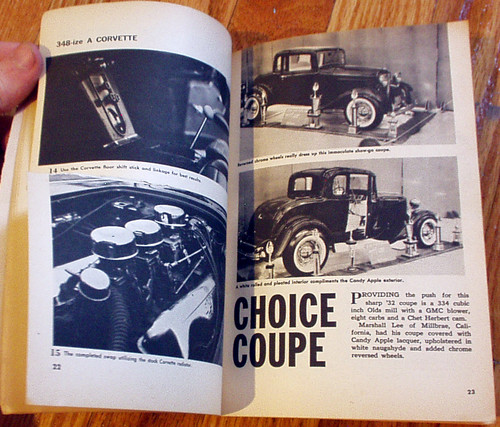 348-ize A CORVETTE
14 Use the Corvette floor shift stick and linkage for best results.
15 The completed swap utilizing the stock Corvette radiator.
22
Reversed chrome wheels really dress up this immaculate show-go coupe.
A white rolled and pleated interior compliments the Candy Apple exterior.
CHOICE
COUPE
PROVIDING the push for this
sharp '32 coupe is a 334 cubic
inch Olds mill with a GMC blower,
eight carbs and a Chet Herbert cam.
Marshall Lee of Millbrae, Cali-
fornia, had his coupe covered with
Candy Apple lacquer, upholstered in
white naugahyde and added chrome
reversed wheels.
23